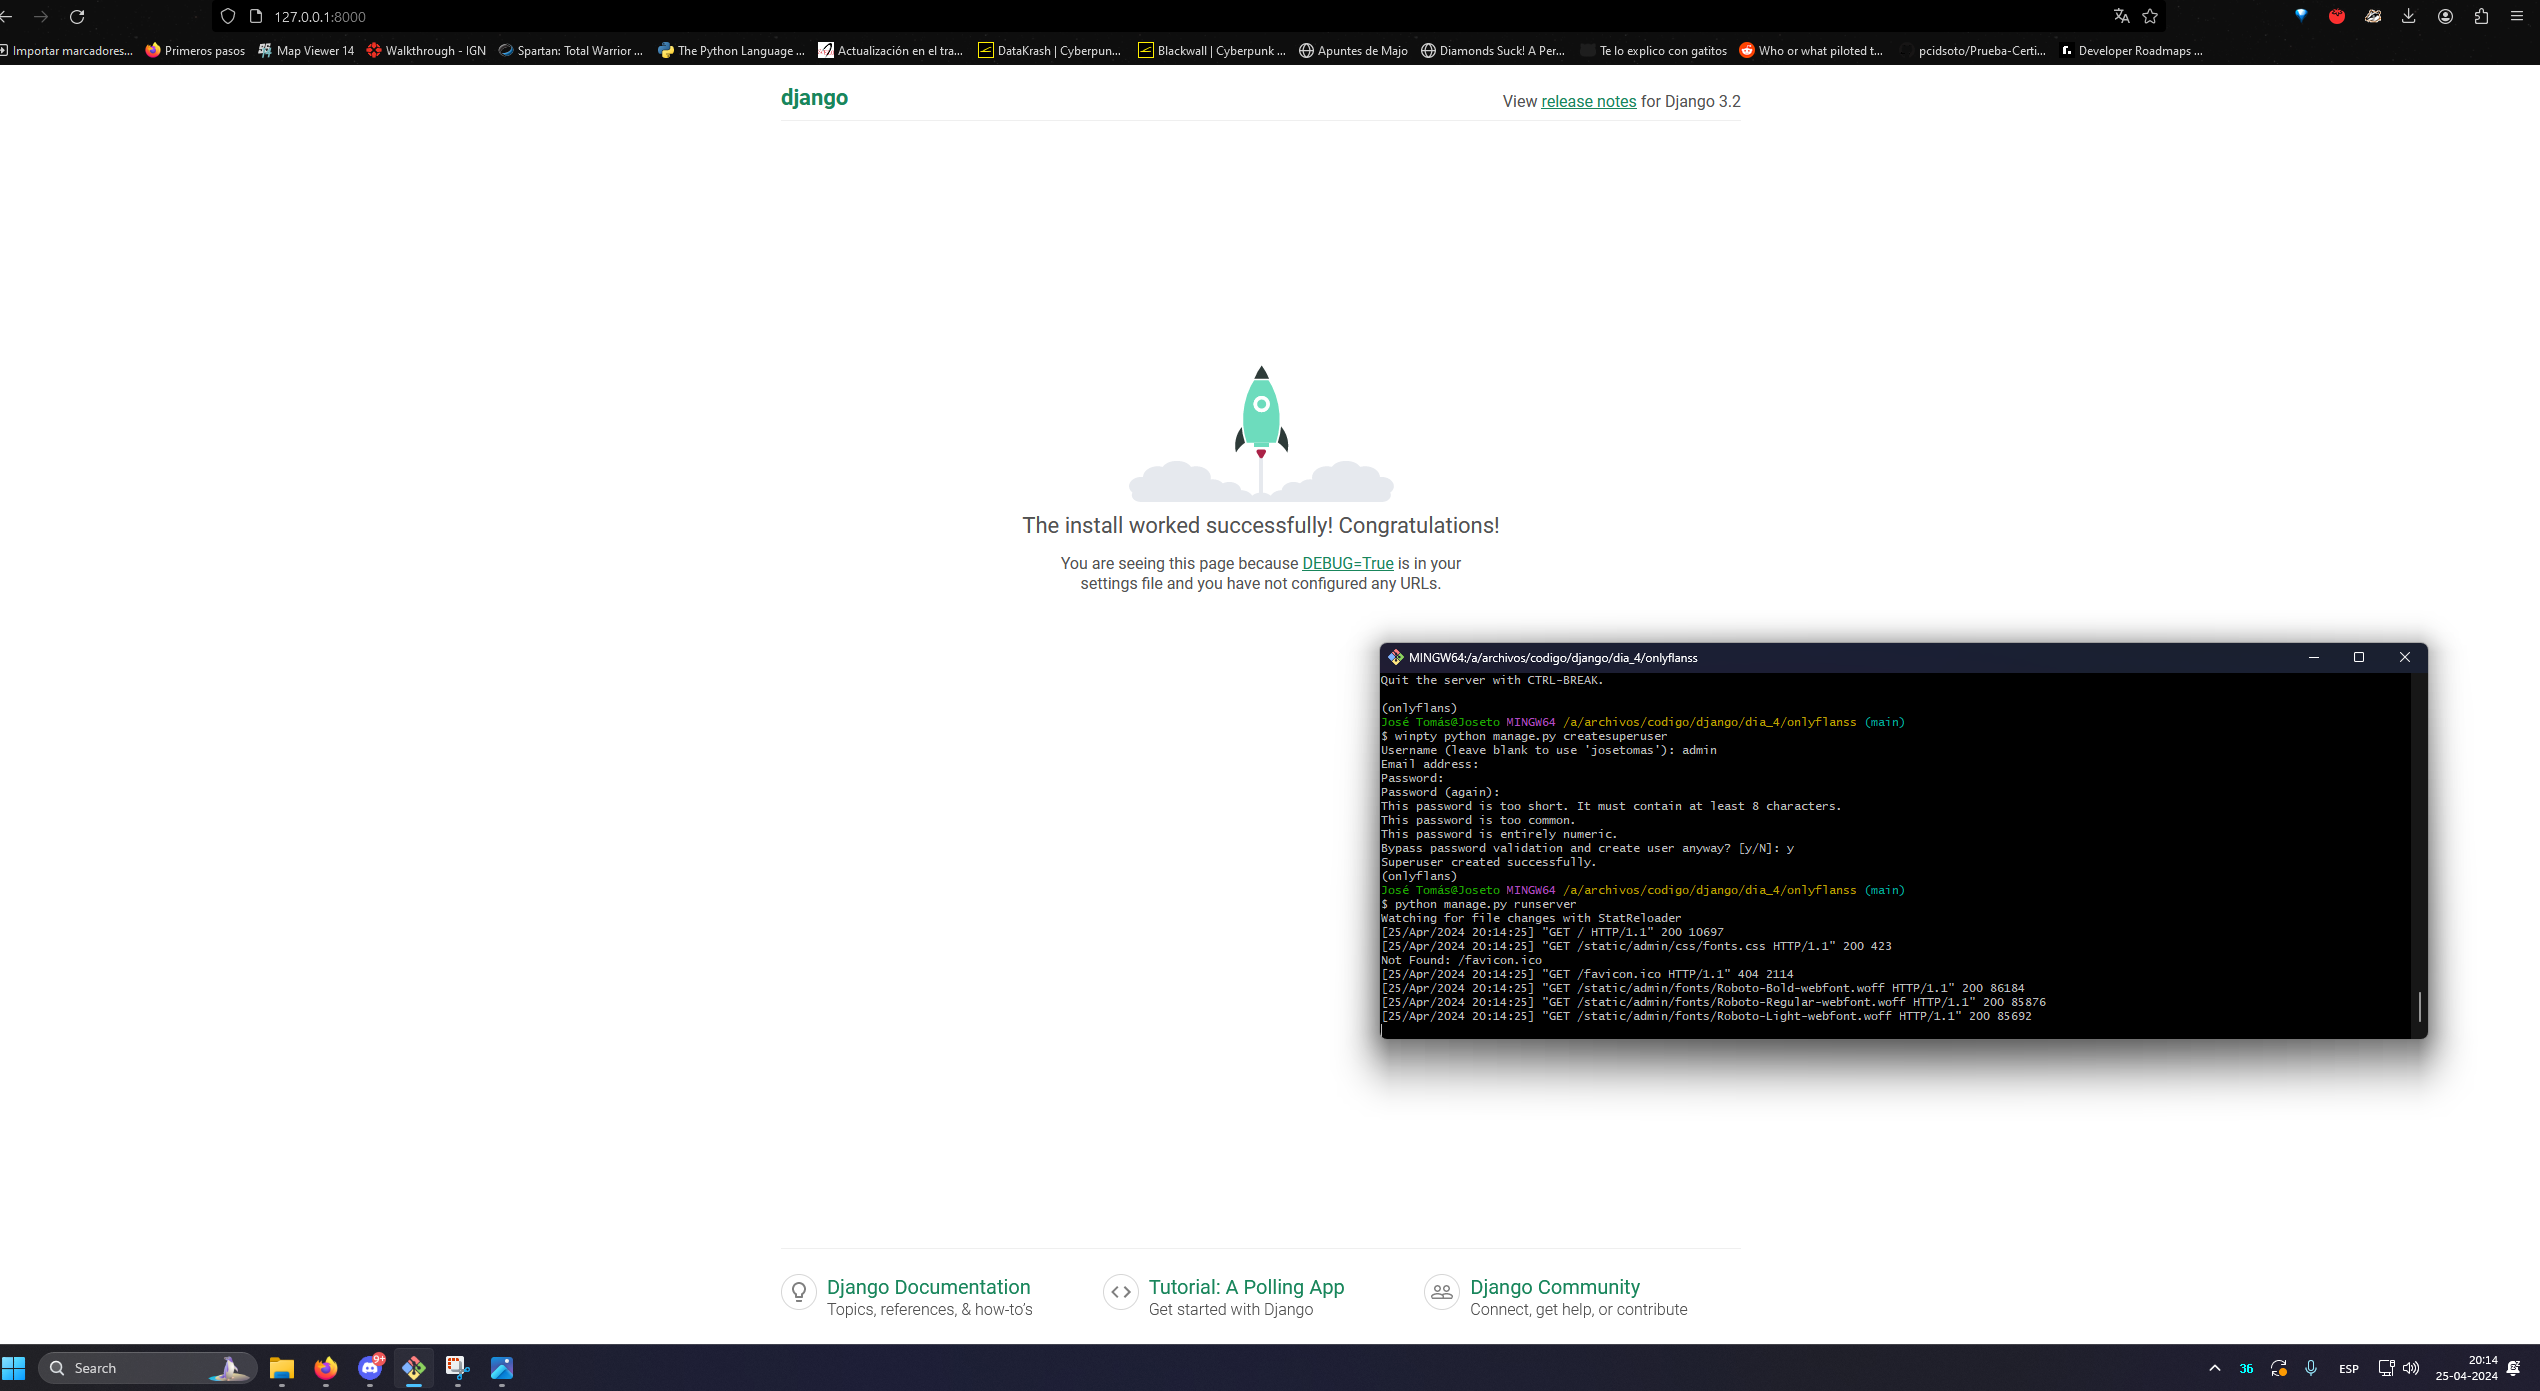 127.0.0.1:8000
Importar marcadores... Primeros pasos Map Viewer 14 Walkthrough - IGN Spartan: Total Warrior ... The Python Language ... Actualización en el tra... DataKrash | Cyberpun... Blackwall | Cyberpunk ... Apuntes de Majo Diamonds Suck! A Per... Te lo explico con gatitos Who or what piloted t... pcidsoto/Prueba-Certi... Developer Roadmaps ...
django
View release notes for Django 3.2
The install worked successfully! Congratulations!
You are seeing this page because DEBUG=True is in your
settings file and you have not configured any URLs.
MINGW64:/a/archivos/codigo/django/dia_4/onlyflanss
Quit the server with CTRL-BREAK.
(onlyflans)
José Tomás@Joseto MINGW64 /a/archivos/codigo/django/dia_4/onlyflanss (main)
$ winpty python manage.py createsuperuser
Username (leave blank to use 'josetomas'): admin
Email address:
Password:
Password (again):
This password is too short. It must contain at least 8 characters.
This password is too common.
This password is entirely numeric.
Bypass password validation and create user anyway? [y/N]: y
Superuser created successfully.
(onlyflans)
José Tomás@Joseto MINGW64 /a/archivos/codigo/django/dia_4/onlyflanss (main)
$ python manage.py runserver
Watching for file changes with StatReloader
[25/Apr/2024 20:14:25] "GET / HTTP/1.1" 200 10697
[25/Apr/2024 20:14:25] "GET /static/admin/css/fonts.css HTTP/1.1" 200 423
Not Found: /favicon.ico
[25/Apr/2024 20:14:25] "GET /favicon.ico HTTP/1.1" 404 2114
[25/Apr/2024 20:14:25] "GET /static/admin/fonts/Roboto-Bold-webfont.woff HTTP/1.1" 200 86184
[25/Apr/2024 20:14:25] "GET /static/admin/fonts/Roboto-Regular-webfont.woff HTTP/1.1" 200 85876
[25/Apr/2024 20:14:25] "GET /static/admin/fonts/Roboto-Light-webfont.woff HTTP/1.1" 200 85692
Django Documentation
Topics, references, & how-to's
Tutorial: A Polling App
Get started with Django
Django Community
Connect, get help, or contribute
Search
9+
36
ESP
20:14
25-04-2024